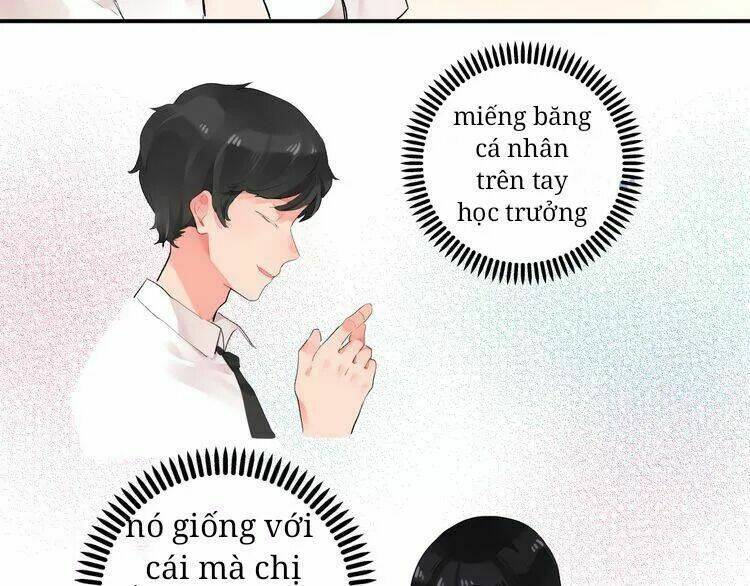 miếng băng
cá nhân
trên tay
học trưởng
nó giống với
cái mà chị